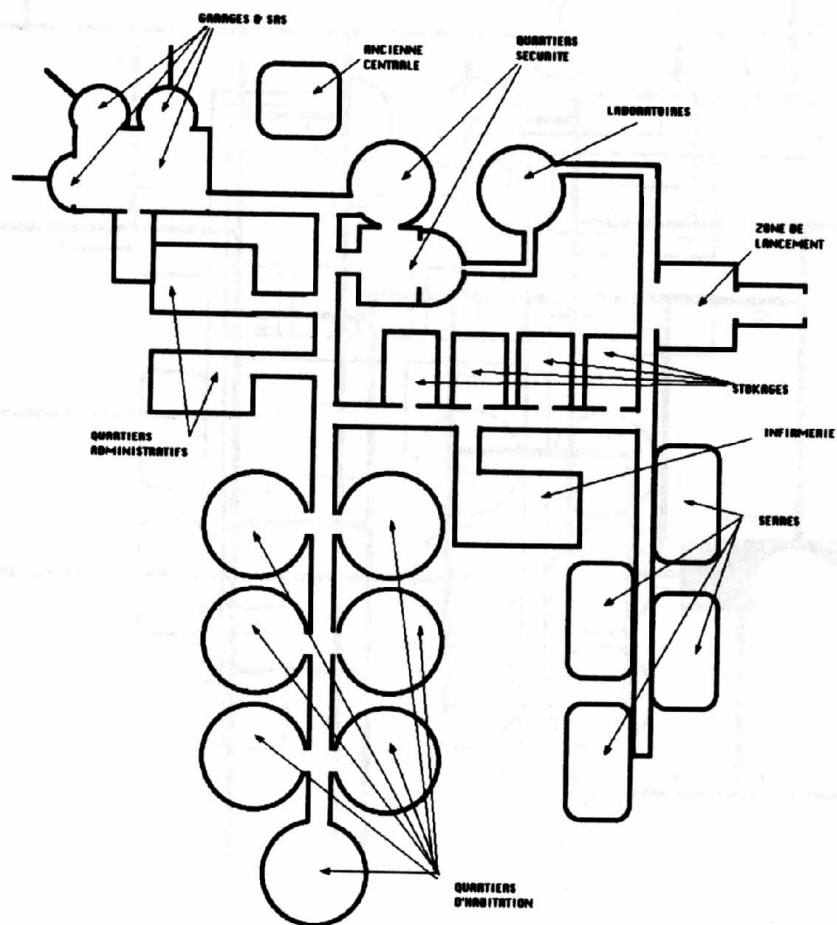 GARAGES & SAS
ANCIENNE
CENTRALE
QUARTIERS
SECURITE
LABORATOIRES
ZONE DE
LANCEMENT
STOKAGES
QUARTIERS
ADMINISTRATIFS
INFIRMERIE
SERRES
QUARTIERS
D'HABITATION